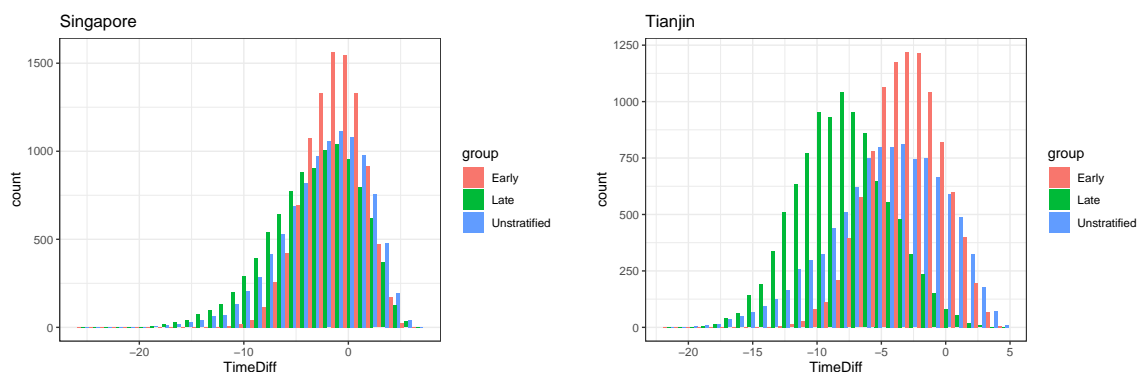 Singapore
1500
1000
500
0
count
−20
−10
0
TimeDiff
group
Early
Late
Unstratified
Tianjin
1250
1000
750
500
250
0
count
−20
−15
−10
−5
0
5
TimeDiff
group
Early
Late
Unstratified